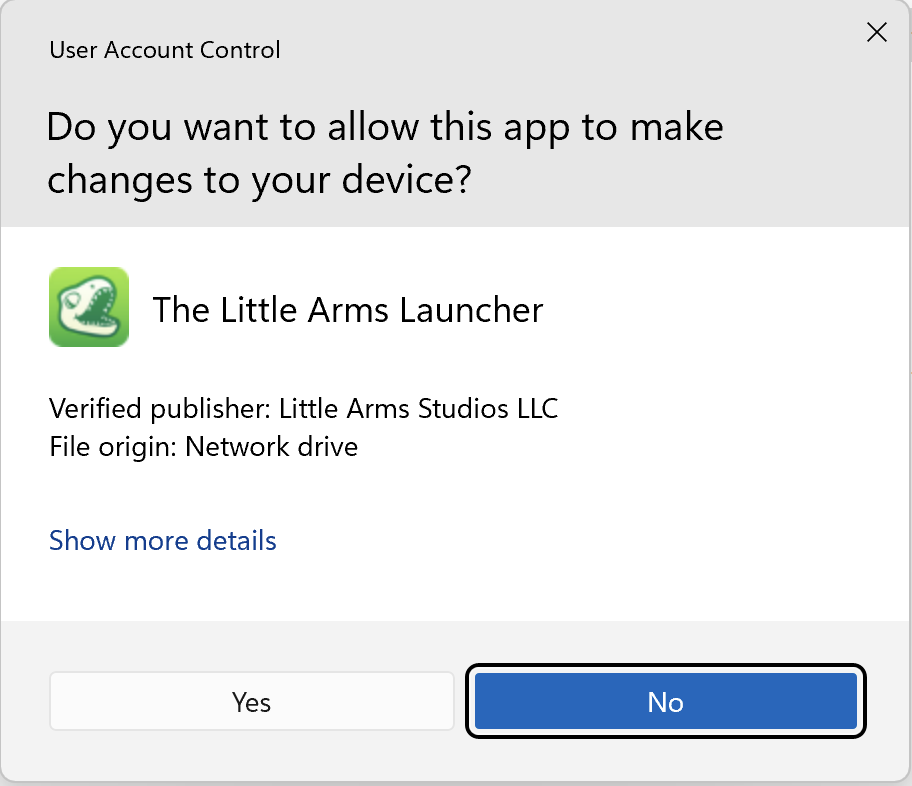 User Account Control
Do you want to allow this app to make
changes to your device?
The Little Arms Launcher
Verified publisher: Little Arms Studios LLC
File origin: Network drive
Show more details
Yes
No